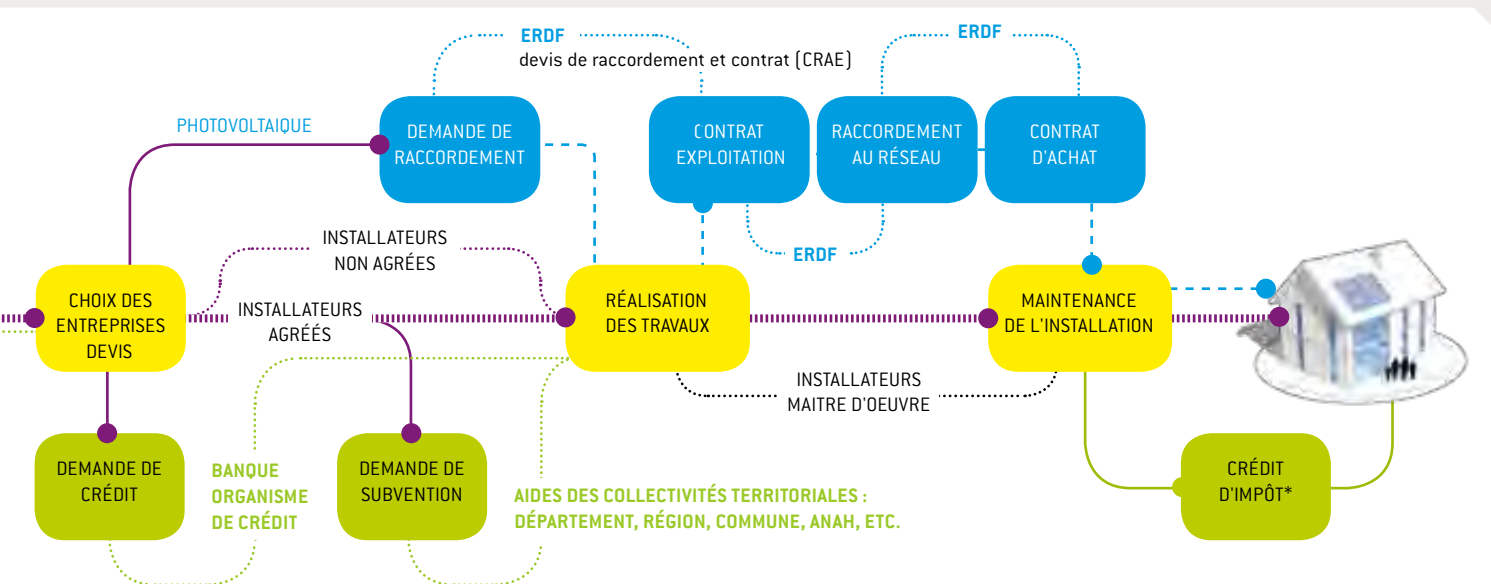 ERDF
devis de raccordement et contrat (CRAE)
ERDF
PHOTOVOLTAIQUE
DEMANDE DE
RACCORDEMENT
CONTRAT
EXPLOITATION
RACCORDEMENT
AU RÉSEAU
CONTRAT
D'ACHAT
ERDF
INSTALLATEURS
NON AGRÉES
CHOIX DES
ENTREPRISES
DEVIS
INSTALLATEURS
AGRÉÉS
RÉALISATION
DES TRAVAUX
MAINTENANCE
DE L'INSTALLATION
INSTALLATEURS
MAITRE D'OEUVRE
DEMANDE DE
CRÉDIT
BANQUE
ORGANISME
DE CRÉDIT
DEMANDE DE
SUBVENTION
AIDES DES COLLECTIVITÉS TERRITORIALES :
DÉPARTEMENT, RÉGION, COMMUNE, ANAH, ETC.
CRÉDIT
D'IMPÔT*